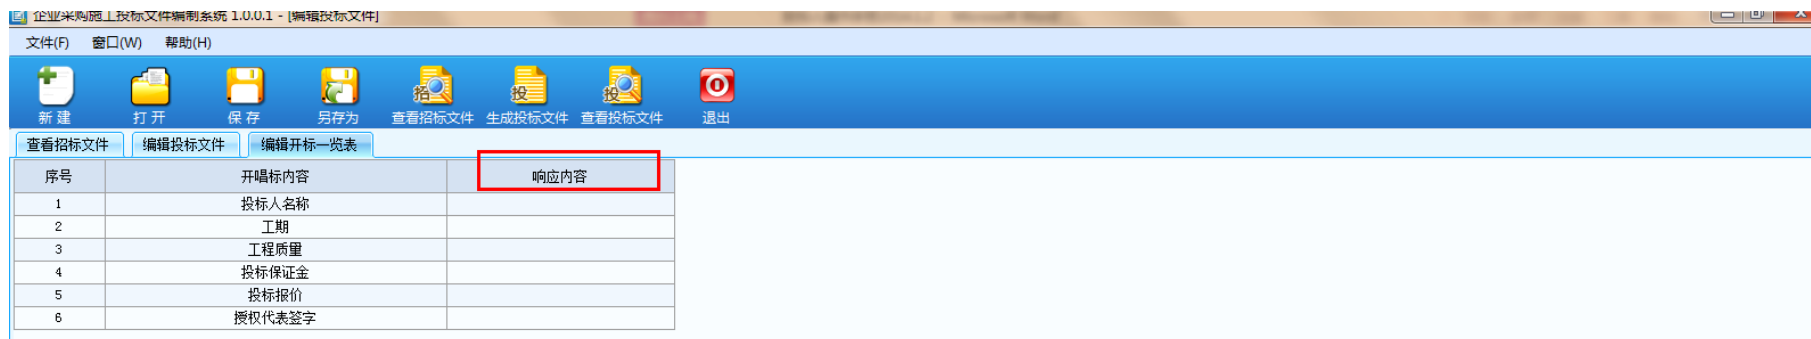 企业采购施工投标文件编制系统 1.0.0.1 - [编辑投标文件]
文件(F) 窗口(W) 帮助(H)
招 投 投
新建 打开 保存 另存为 查看招标文件 生成投标文件 查看投标文件 退出
查看招标文件 编辑投标文件 编辑开标一览表
序号 开唱标内容 响应内容
1 投标人名称
2 工期
3 工程质量
4 投标保证金
5 投标报价
6 授权代表签字